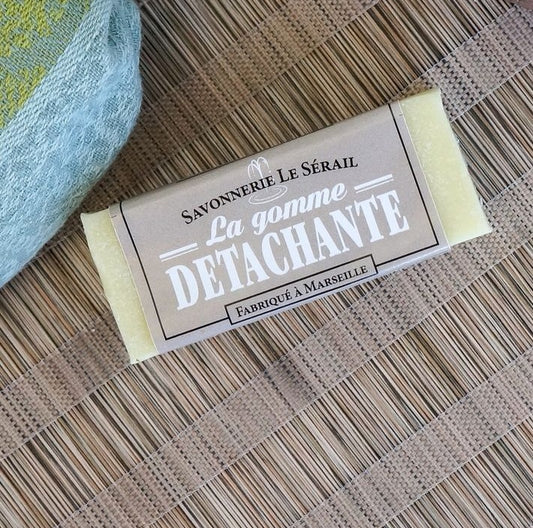 SAVONNERIE LE SÉRAIL
La gomme
DETACHANTE
FABRIQUÉ À MARSEILLE